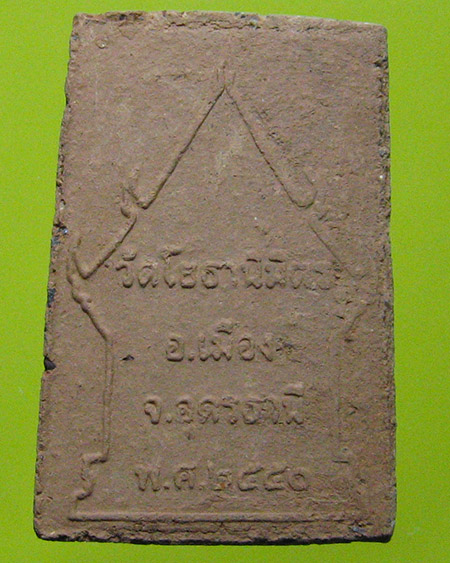 วัดโยธานิมิตร
อ.เมือง
จ.อุดรธานี
พ.ศ.๒๕๔๐